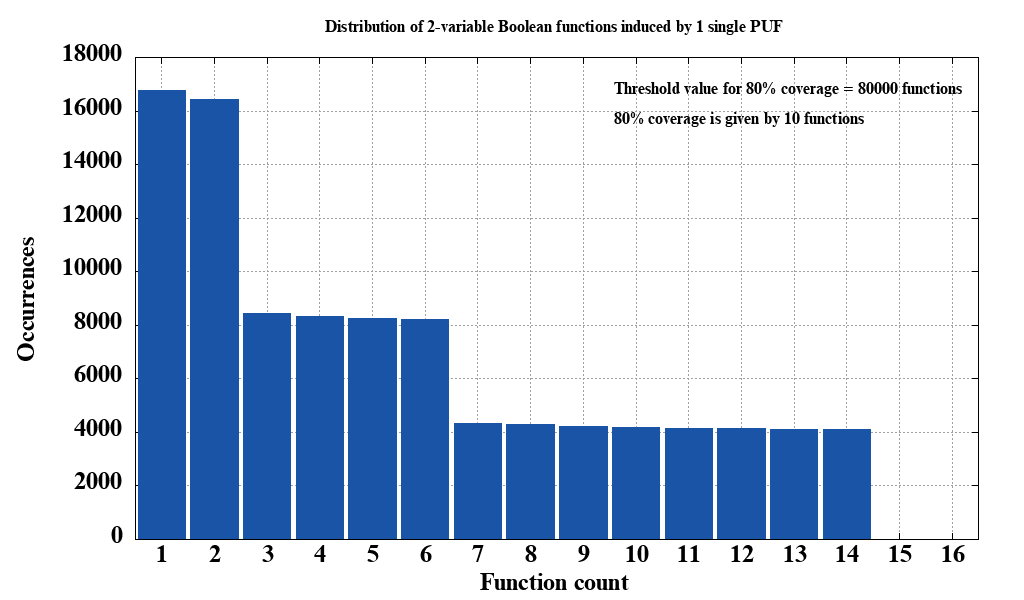 Distribution of 2-variable Boolean functions induced by 1 single PUF
18000
16000
14000
12000
10000
8000
6000
4000
2000
0
Occurrences
Threshold value for 80% coverage = 80000 functions
80% coverage is given by 10 functions
1 2 3 4 5 6 7 8 9 10 11 12 13 14 15 16
Function count